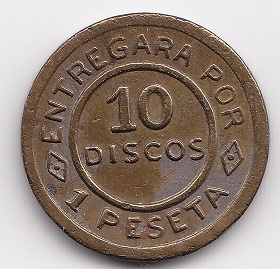 ENTREGARA POR
10
DISCOS
1 PESETA